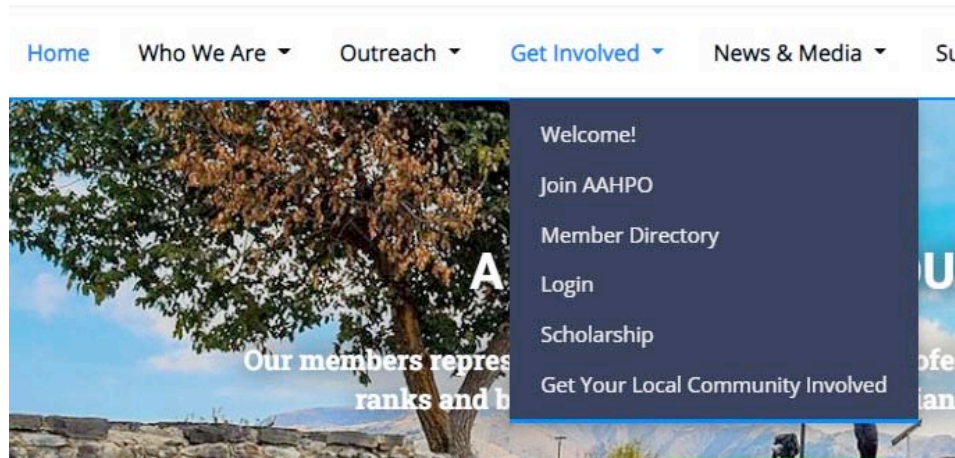 Home Who We Are Outreach Get Involved News & Media
Welcome!
Join AAHPO
Member Directory
Login
Scholarship
Get Your Local Community Involved
Our members
ranks and